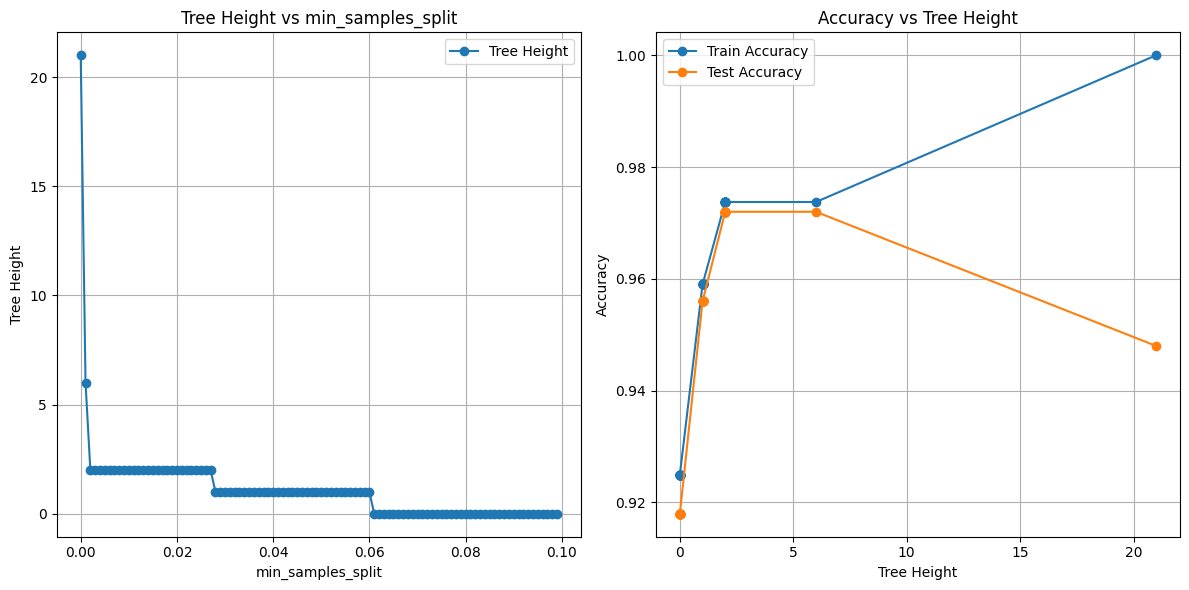 Tree Height vs min_samples_split
Tree Height
20
15
10
5
0
Tree Height
0.00 0.02 0.04 0.06 0.08 0.10
min_samples_split
Accuracy vs Tree Height
Train Accuracy
Test Accuracy
1.00
0.98
0.96
0.94
0.92
Accuracy
0 5 10 15 20
Tree Height